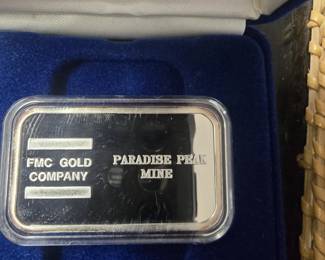 FMC GOLD
COMPANY
PARADISE PEAK
MINE